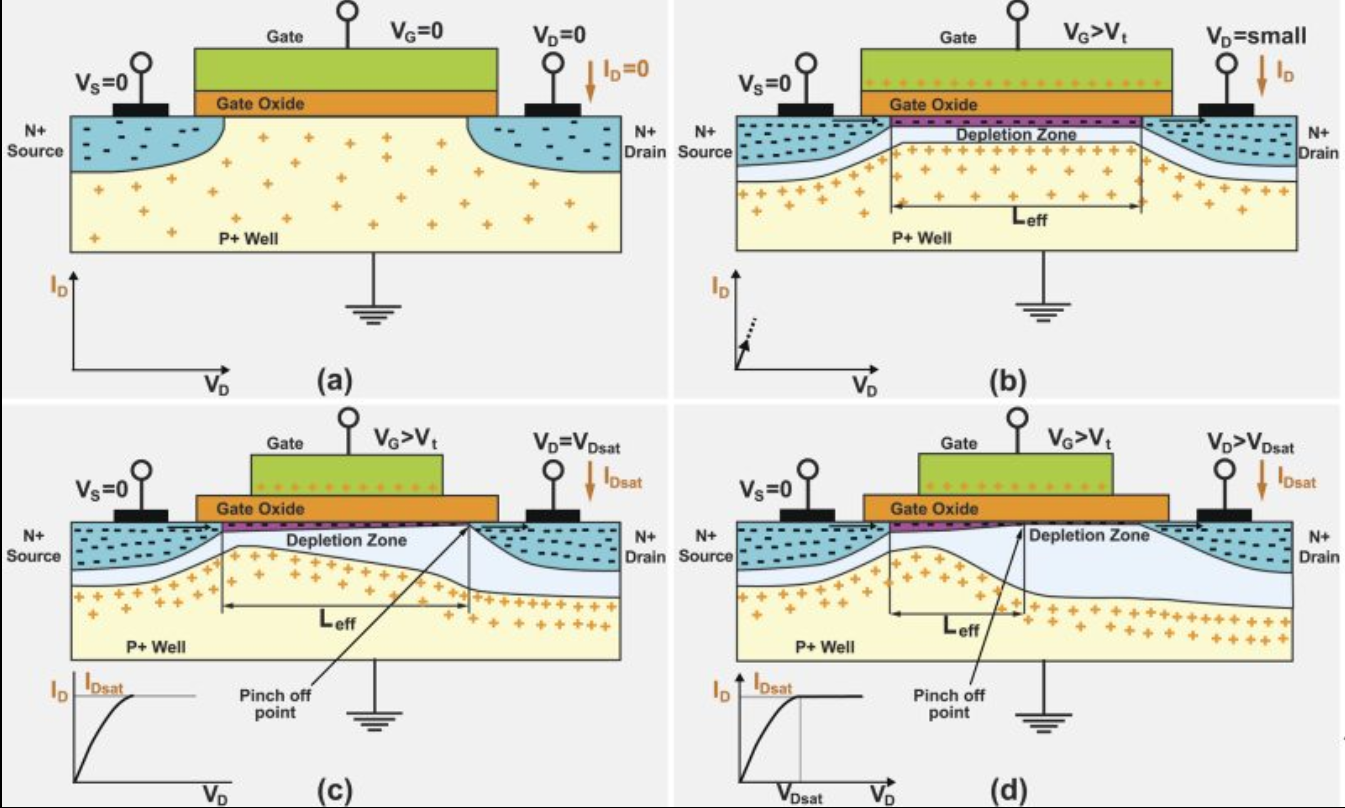 Gate
V_G=0
V_D=0
V_S=0
I_D=0
Gate Oxide
N+
Source
N+
Drain
P+ Well
I_D
V_D
(a)
Gate
V_G>V_t
V_D=small
V_S=0
I_D
Gate Oxide
N+
Source
Depletion Zone
N+
Drain
L_eff
P+ Well
I_D
V_D
(b)
Gate
V_G>V_t
V_D=V_Dsat
V_S=0
I_Dsat
Gate Oxide
N+
Source
Depletion Zone
N+
Drain
L_eff
P+ Well
I_D
I_Dsat
Pinch off
point
V_D
(c)
Gate
V_G>V_t
V_D>V_Dsat
V_S=0
I_Dsat
Gate Oxide
N+
Source
Depletion Zone
N+
Drain
L_eff
P+ Well
I_D
I_Dsat
Pinch off
point
V_Dsat
V_D
(d)